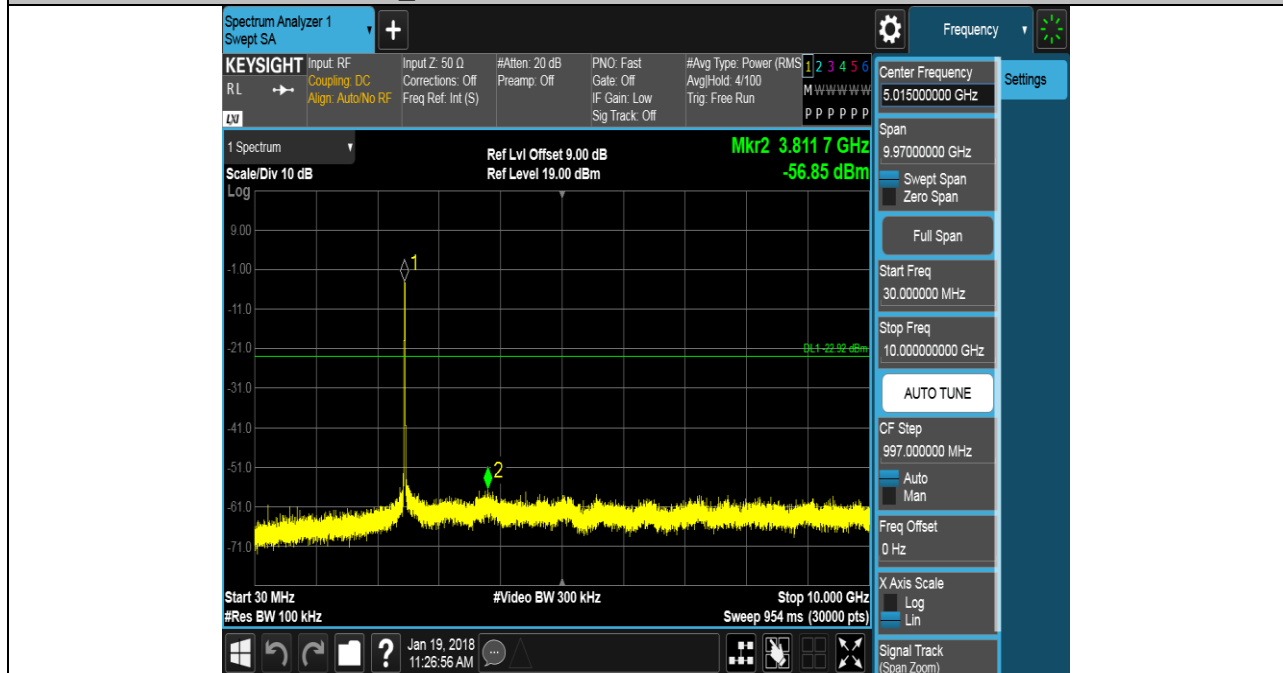 Spectrum Analyzer 1
Swept SA
+
Frequency
KEYSIGHT
RL
LXI
Input: RF
Coupling: DC
Align: Auto/No RF
Input Z: 50 Ω
Corrections: Off
Freq Ref: Int (S)
#Atten: 20 dB
Preamp: Off
PNO: Fast
Gate: Off
IF Gain: Low
Sig Track: Off
#Avg Type: Power (RMS
Avg|Hold: 4/100
Trig: Free Run
1 2 3 4 5 6
M W W W W W
P P P P P P
1 Spectrum
Scale/Div 10 dB
Log
Ref Lvl Offset 9.00 dB
Ref Level 19.00 dBm
Mkr2 3.811 7 GHz
-56.85 dBm
9.00
-1.00
-11.0
-21.0
-31.0
-41.0
-51.0
-61.0
-71.0
1
DL1 -22.92 dBm
2
Start 30 MHz
#Res BW 100 kHz
#Video BW 300 kHz
Stop 10.000 GHz
Sweep 954 ms (30000 pts)
?
Jan 19, 2018
11:26:56 AM
Center Frequency
5.015000000 GHz
Span
9.97000000 GHz
Swept Span
Zero Span
Full Span
Start Freq
30.000000 MHz
Stop Freq
10.000000000 GHz
AUTO TUNE
CF Step
997.000000 MHz
Auto
Man
Freq Offset
0 Hz
X Axis Scale
Log
Lin
Signal Track
(Span Zoom)
Settings